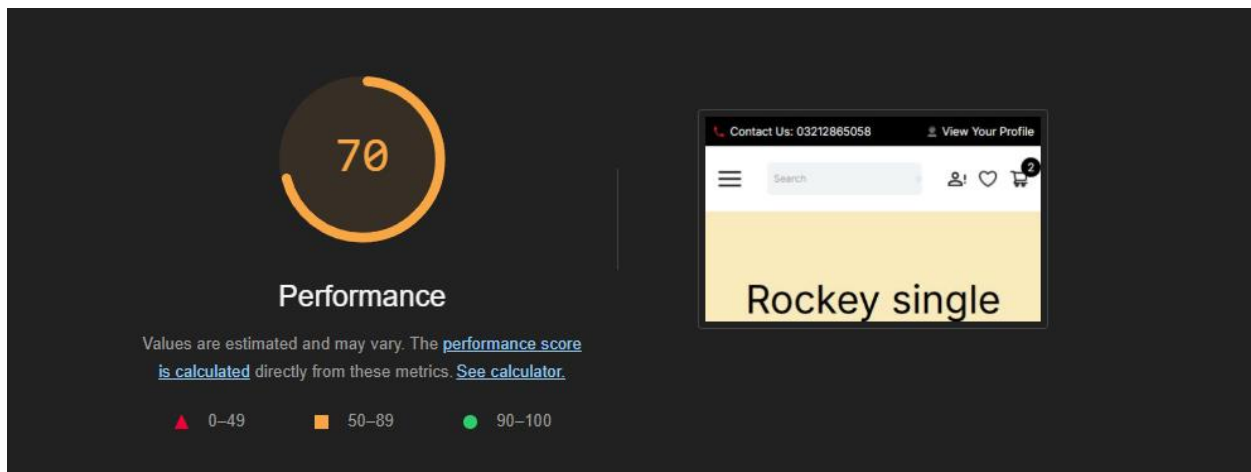 70
Performance
Values are estimated and may vary. The performance score
is calculated directly from these metrics. See calculator.
0–49
50–89
90–100
Contact Us: 03212865058
View Your Profile
Search
2
Rockey single